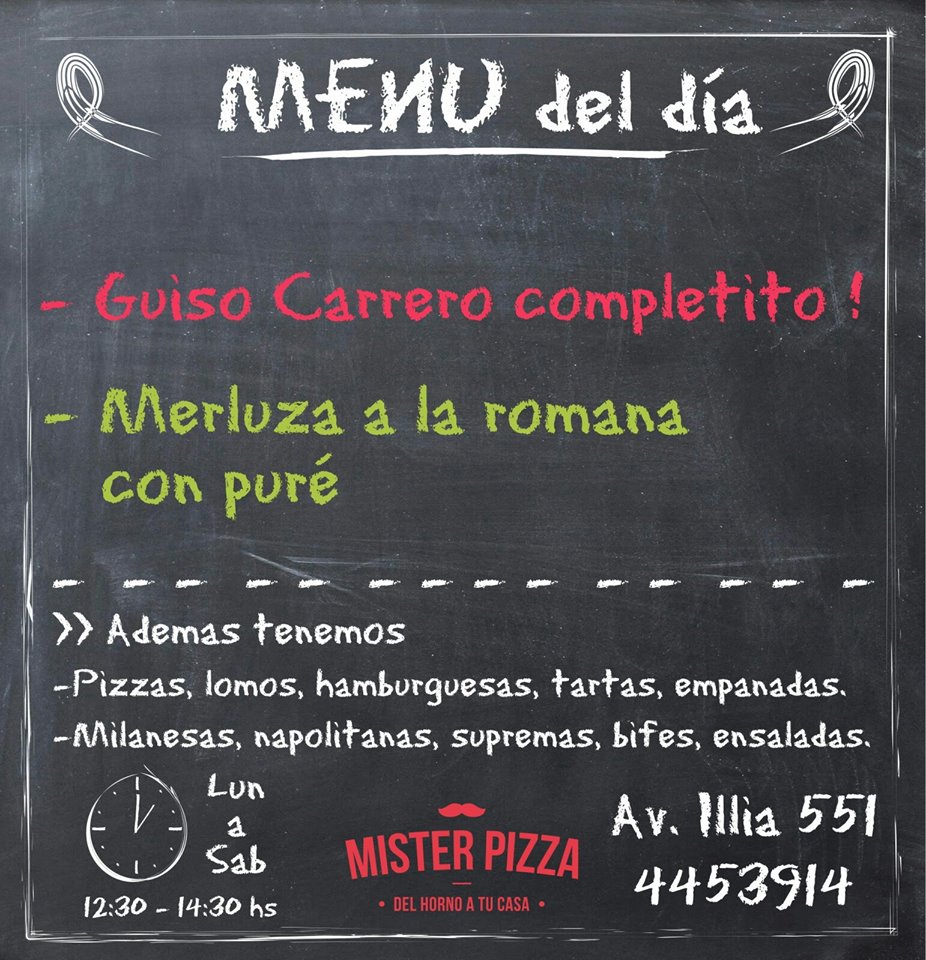 MENU del día
- Guiso Carrero completito !
- Merluza a la romana
con puré
>> Ademas tenemos
-Pizzas, lomos, hamburguesas, tartas, empanadas.
-Milanesas, napolitanas, supremas, bifes, ensaladas.
Lun
a
Sab
12:30 - 14:30 hs
MISTER PIZZA
• DEL HORNO A TU CASA •
Av. Illia 551
4453914